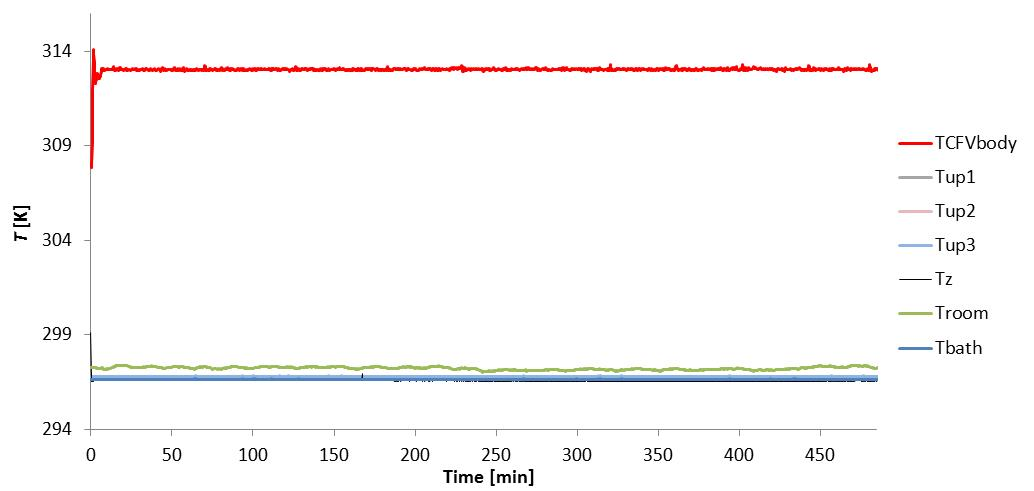 314
309
304
299
294
T [K]
0 50 100 150 200 250 300 350 400 450
Time [min]
TCFVbody
Tup1
Tup2
Tup3
Tz
Troom
Tbath